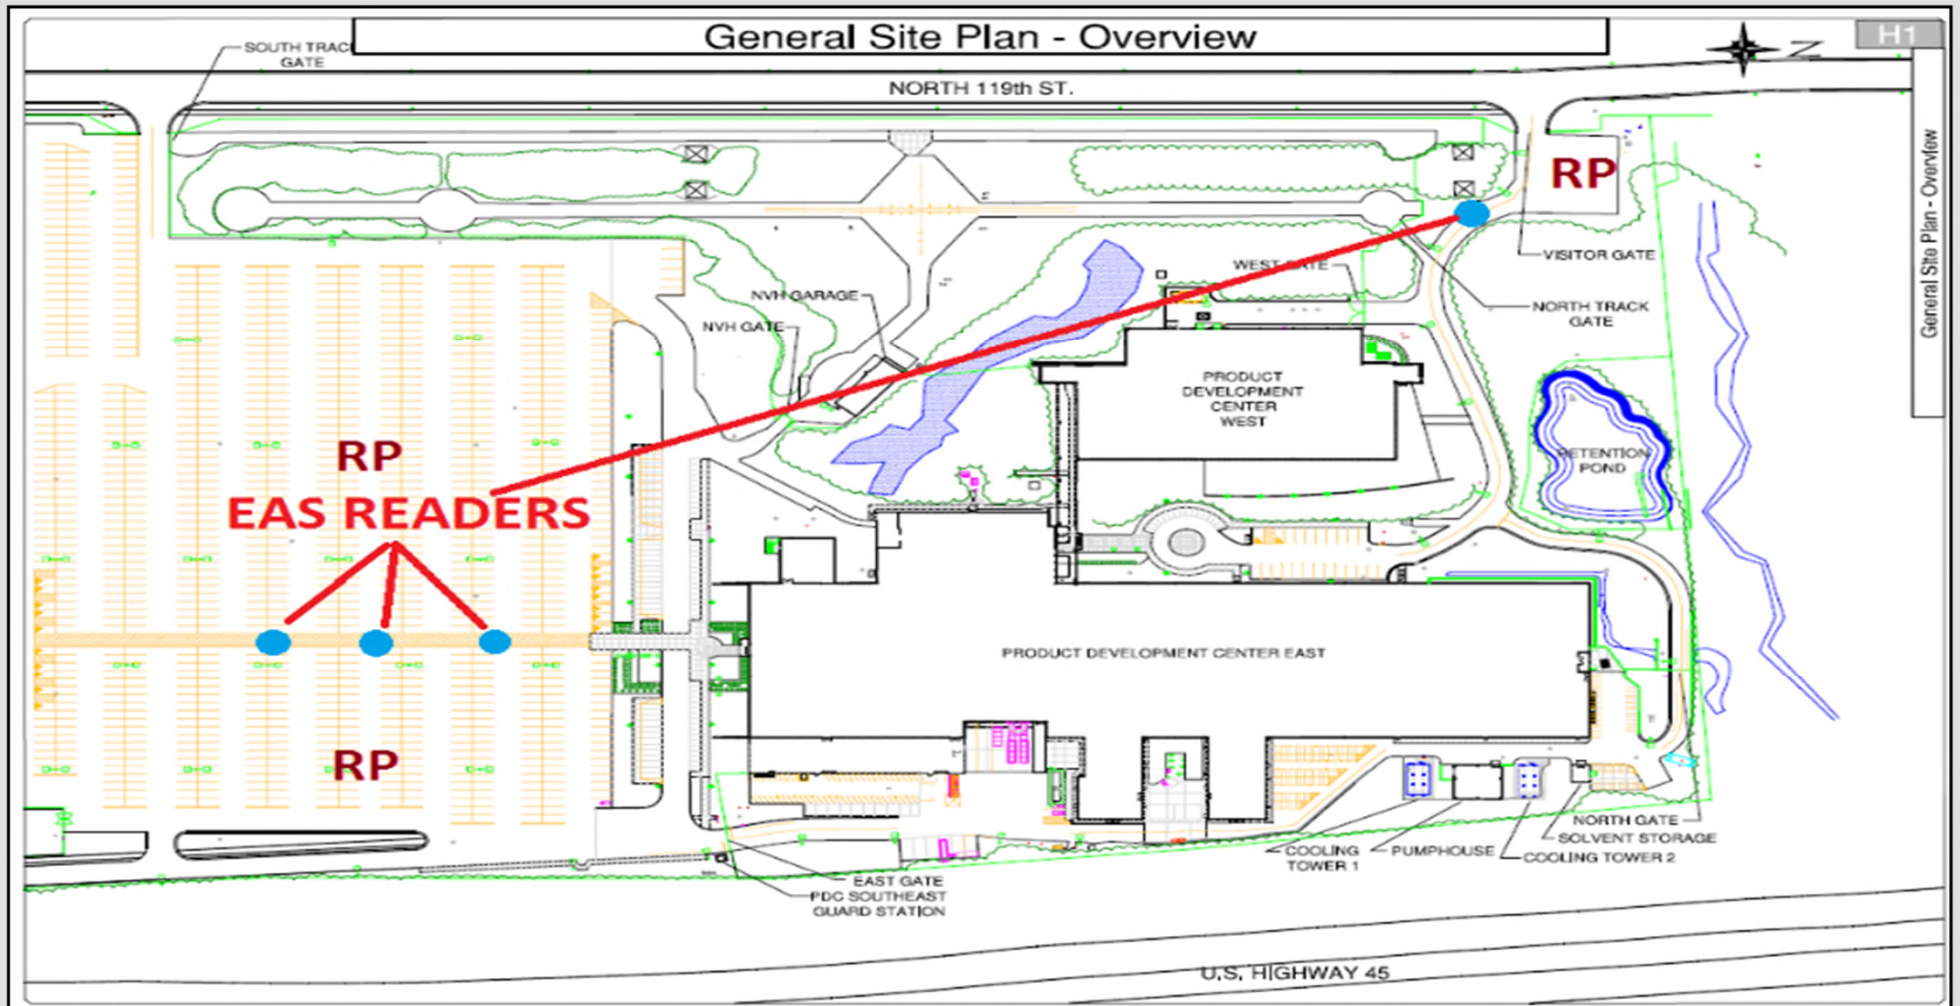 General Site Plan - Overview
H1
SOUTH TRAC
GATE
NORTH 119th ST.
N
General Site Plan - Overview
RP
VISITOR GATE
WEST GATE
NORTH TRACK
GATE
NVH GARAGE
NVH GATE
PRODUCT
DEVELOPMENT
CENTER
WEST
RETENTION
POND
RP
EAS READERS
PRODUCT DEVELOPMENT CENTER EAST
RP
NORTH GATE
SOLVENT STORAGE
COOLING
TOWER 1
PUMPHOUSE
COOLING TOWER 2
EAST GATE
PDC SOUTHEAST
GUARD STATION
U.S. HIGHWAY 45